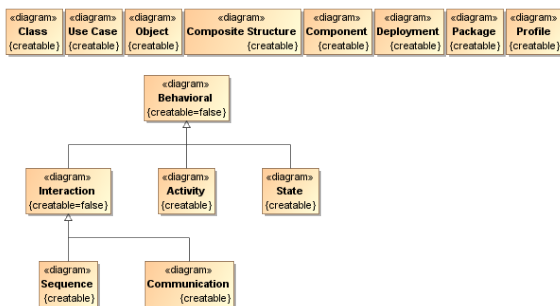 «diagram»
Class
{creatable}
«diagram»
Use Case
{creatable}
«diagram»
Object
{creatable}
«diagram»
Composite Structure
{creatable}
«diagram»
Component
{creatable}
«diagram»
Deployment
{creatable}
«diagram»
Package
{creatable}
«diagram»
Profile
{creatable}
«diagram»
Behavioral
{creatable=false}
«diagram»
Interaction
{creatable=false}
«diagram»
Activity
{creatable}
«diagram»
State
{creatable}
«diagram»
Sequence
{creatable}
«diagram»
Communication
{creatable}